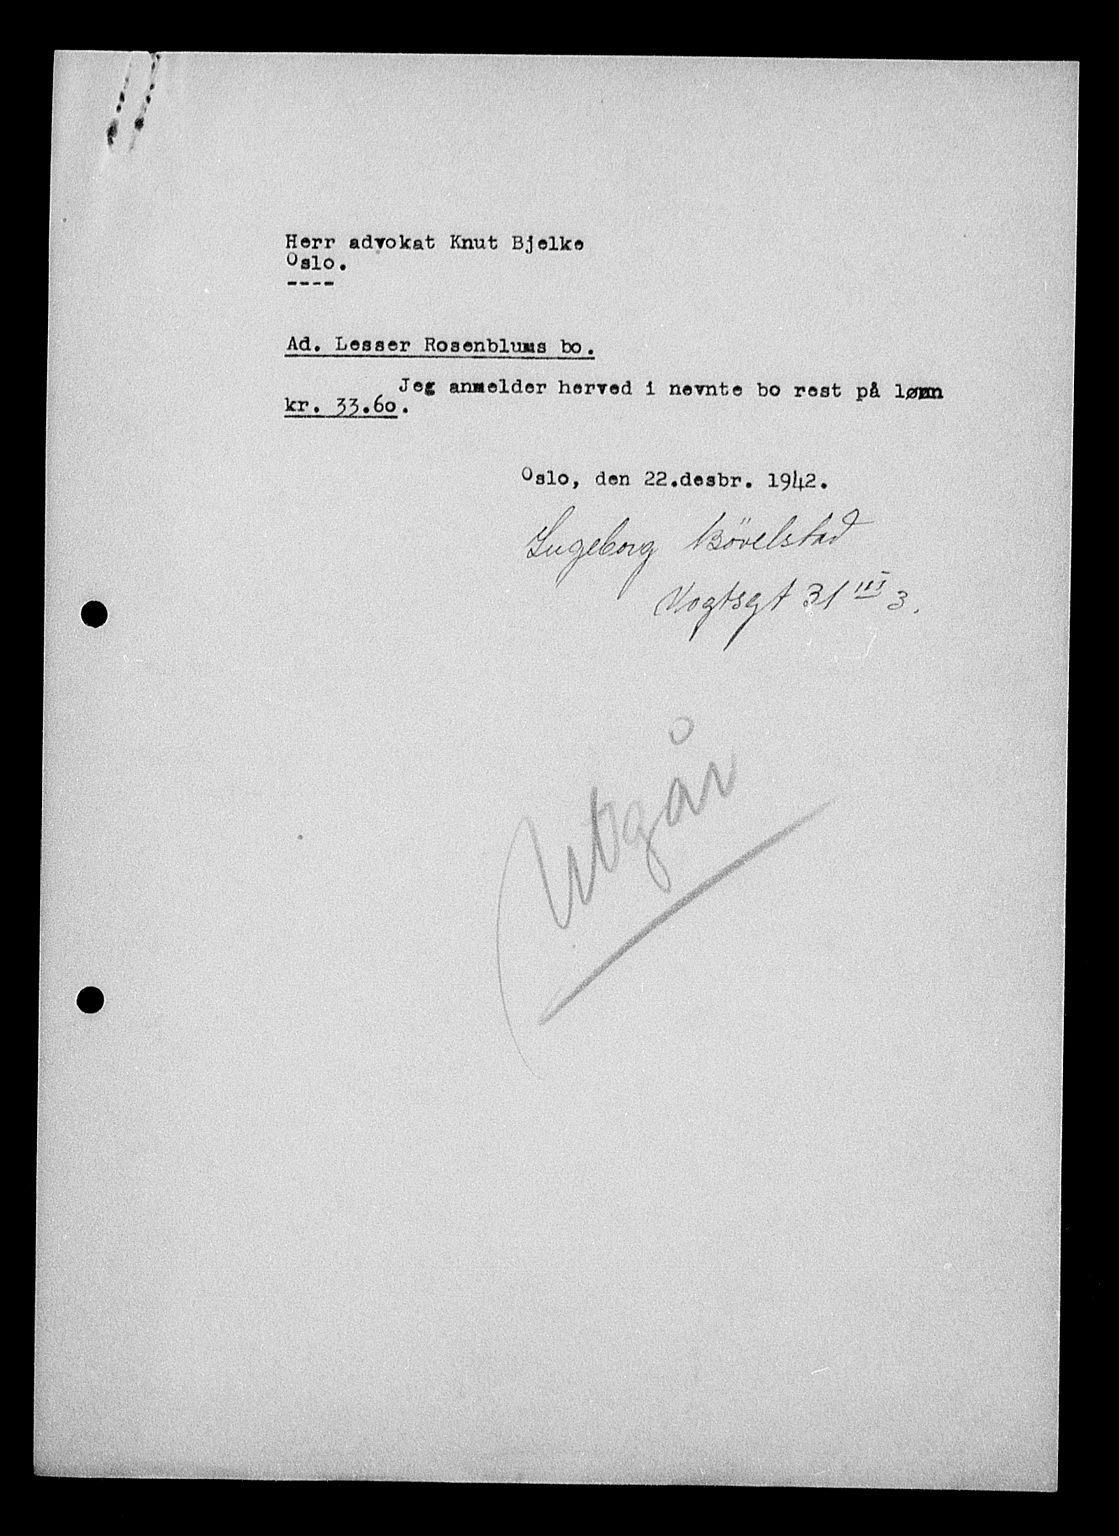 Herr advokat Knut Bjelke
Oslo.
----
Ad. Lesser Rosenblums bo.
Jeg anmelder herved i nevnte bo rest på lønn
kr. 33.60.
Oslo, den 22.desbr. 1942.
Ingeborg Bövelstad
Vogtsgt 31 III 3.
Utgår